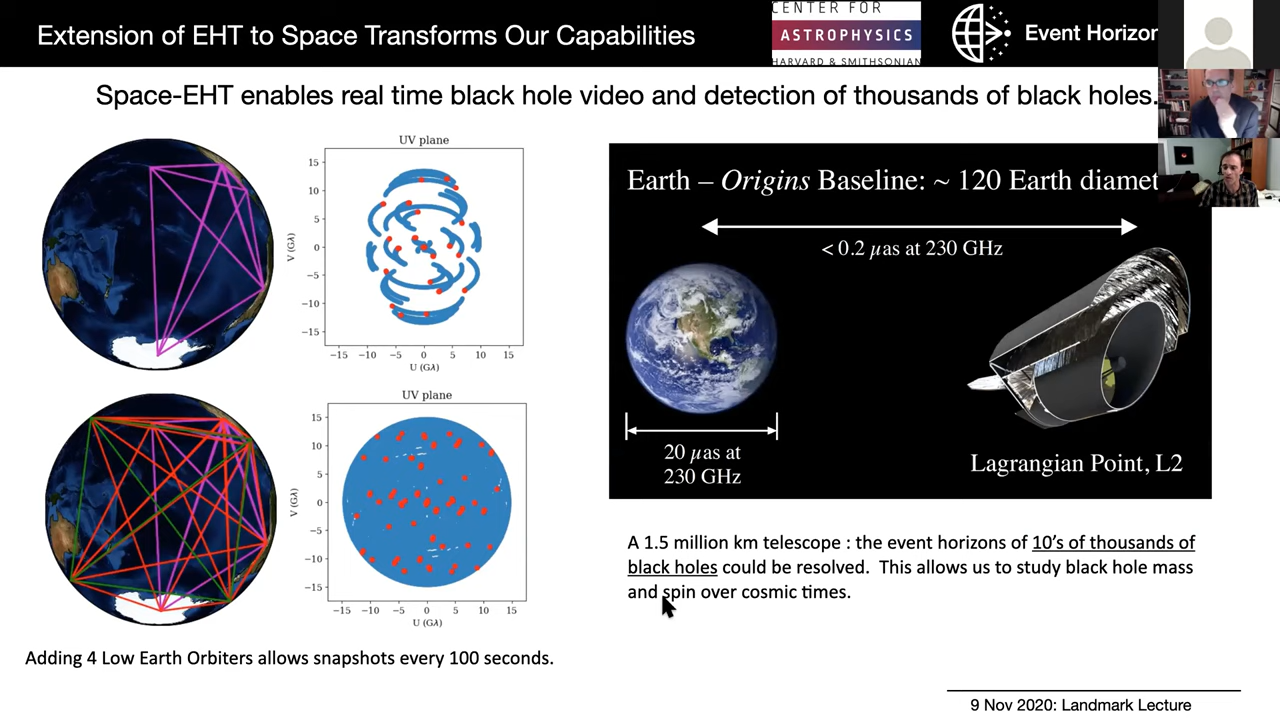 Extension of EHT to Space Transforms Our Capabilities
CENTER FOR
ASTROPHYSICS
HARVARD & SMITHSONIAN
Event Horizon
Space-EHT enables real time black hole video and detection of thousands of black holes.
UV plane
15
10
5
0
−5
−10
−15
V (Gλ)
−15 −10 −5 0 5 10 15
U (Gλ)
UV plane
15
10
5
0
−5
−10
−15
V (Gλ)
−15 −10 −5 0 5 10 15
U (Gλ)
Adding 4 Low Earth Orbiters allows snapshots every 100 seconds.
Earth – Origins Baseline: ~ 120 Earth diamet
< 0.2 μas at 230 GHz
20 μas at
230 GHz
Lagrangian Point, L2
A 1.5 million km telescope : the event horizons of 10’s of thousands of
black holes could be resolved. This allows us to study black hole mass
and spin over cosmic times.
9 Nov 2020: Landmark Lecture